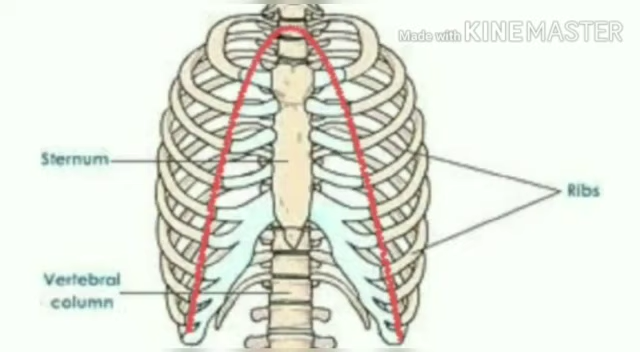 Made with KINEMASTER
Sternum
Ribs
Vertebral
column